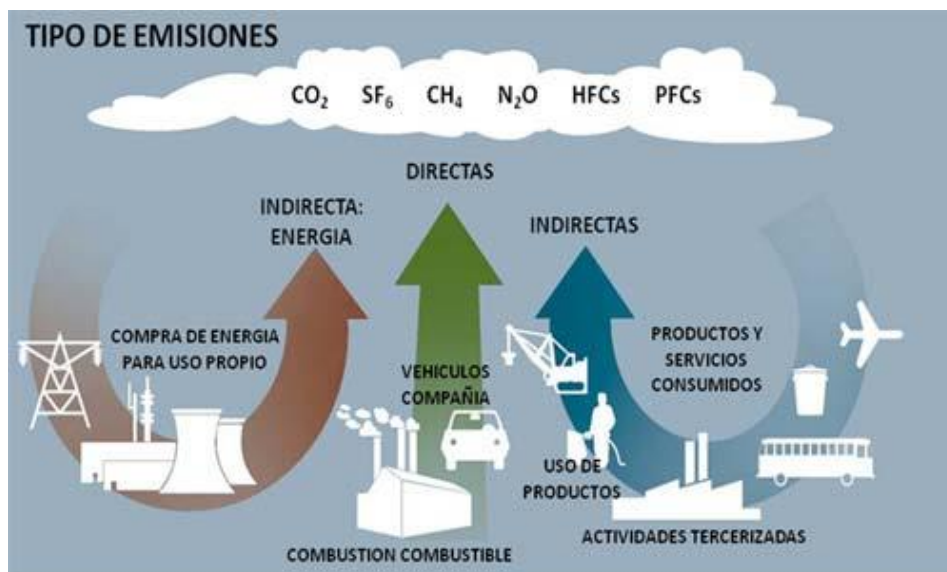 TIPO DE EMISIONES
CO₂ SF₆ CH₄ N₂O HFCs PFCs
DIRECTAS
INDIRECTA:
ENERGIA
INDIRECTAS
COMPRA DE ENERGIA
PARA USO PROPIO
VEHICULOS
COMPAÑIA
PRODUCTOS Y
SERVICIOS
CONSUMIDOS
USO DE
PRODUCTOS
COMBUSTION COMBUSTIBLE
ACTIVIDADES TERCERIZADAS